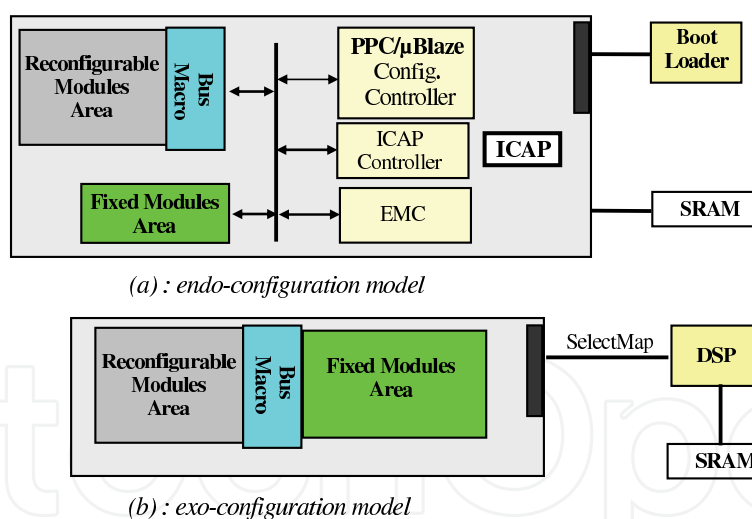 Reconfigurable
Modules
Area
Bus
Macro
PPC/µBlaze
Config.
Controller
Boot
Loader
ICAP
Controller
ICAP
Fixed Modules
Area
EMC
SRAM
(a) : endo-configuration model
Reconfigurable
Modules
Area
Bus
Macro
Fixed Modules
Area
SelectMap
DSP
SRAM
(b) : exo-configuration model